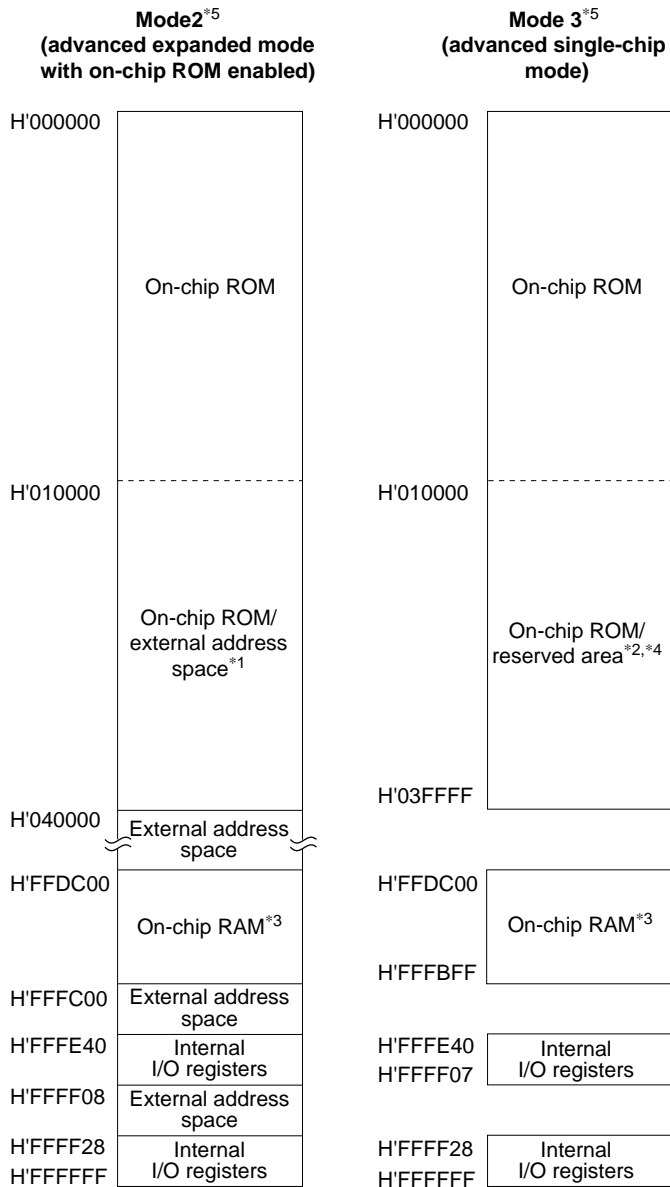 Mode2*5
(advanced expanded mode
with on-chip ROM enabled)
H'000000
On-chip ROM
H'010000
On-chip ROM/
external address
space*1
H'040000
External address
space
H'FFDC00
On-chip RAM*3
H'FFFC00
External address
space
H'FFFE40
Internal
I/O registers
H'FFFF08
External address
space
H'FFFF28
Internal
I/O registers
H'FFFFFF
Mode 3*5
(advanced single-chip
mode)
H'000000
On-chip ROM
H'010000
On-chip ROM/
reserved area*2,*4
H'03FFFF
H'FFDC00
On-chip RAM*3
H'FFFBFF
H'FFFE40
Internal
I/O registers
H'FFFF07
H'FFFF28
Internal
I/O registers
H'FFFFFF